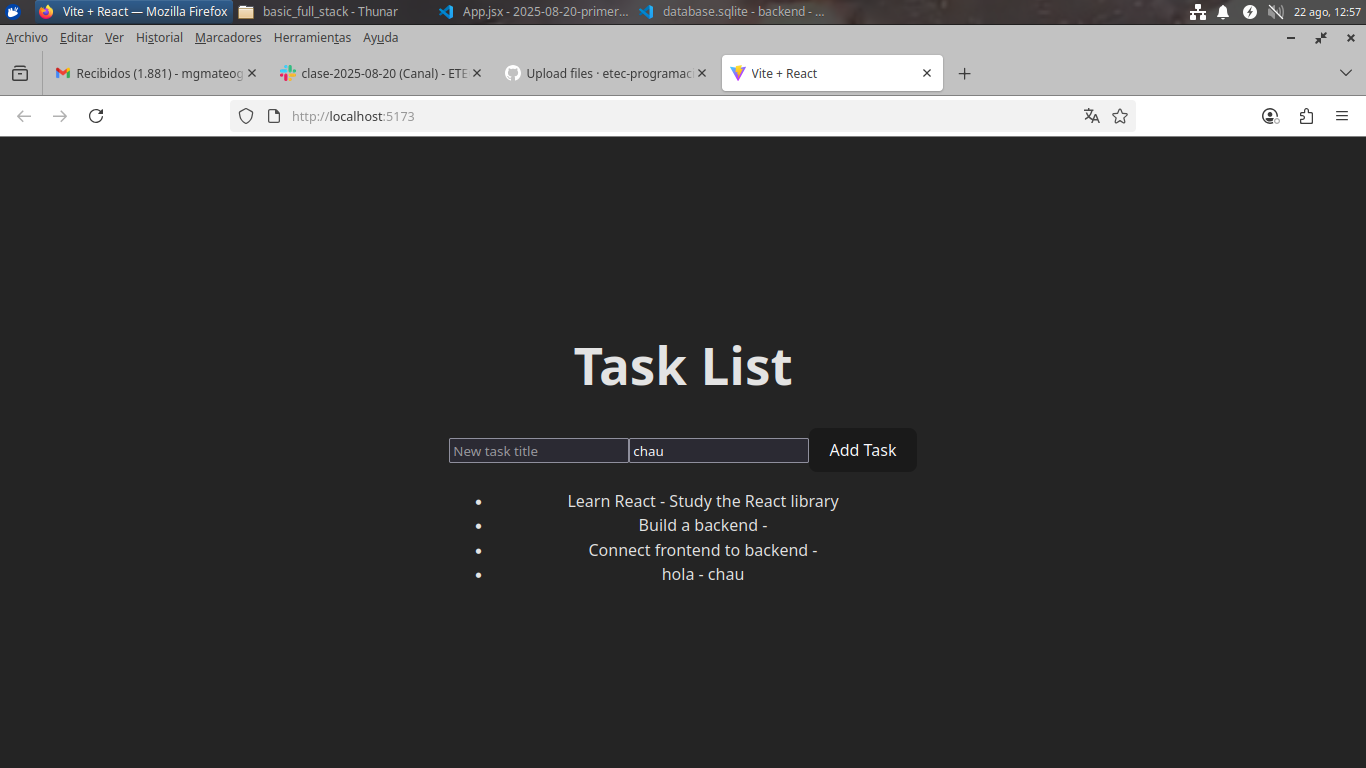 Vite + React — Mozilla Firefox
basic_full_stack - Thunar
App.jsx - 2025-08-20-primer...
database.sqlite - backend - ...
22 ago, 12:57
Archivo Editar Ver Historial Marcadores Herramientas Ayuda
Recibidos (1.881) - mgmateog
clase-2025-08-20 (Canal) - ETE
Upload files · etec-programaci
Vite + React
http://localhost:5173
Task List
New task title
chau
Add Task
• Learn React - Study the React library
• Build a backend -
• Connect frontend to backend -
• hola - chau